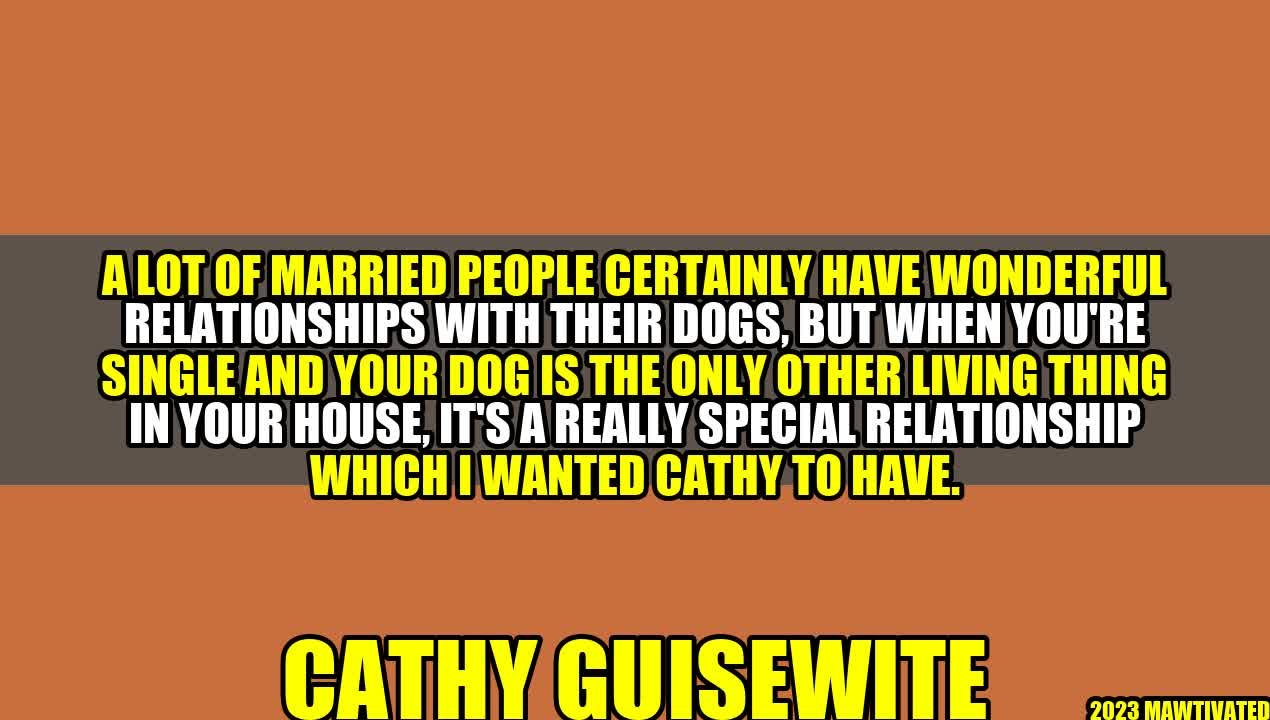 A LOT OF MARRIED PEOPLE CERTAINLY HAVE WONDERFUL
RELATIONSHIPS WITH THEIR DOGS, BUT WHEN YOU'RE
SINGLE AND YOUR DOG IS THE ONLY OTHER LIVING THING
IN YOUR HOUSE, IT'S A REALLY SPECIAL RELATIONSHIP
WHICH I WANTED CATHY TO HAVE.
CATHY GUISEWITE
2023 MAWTIVATED